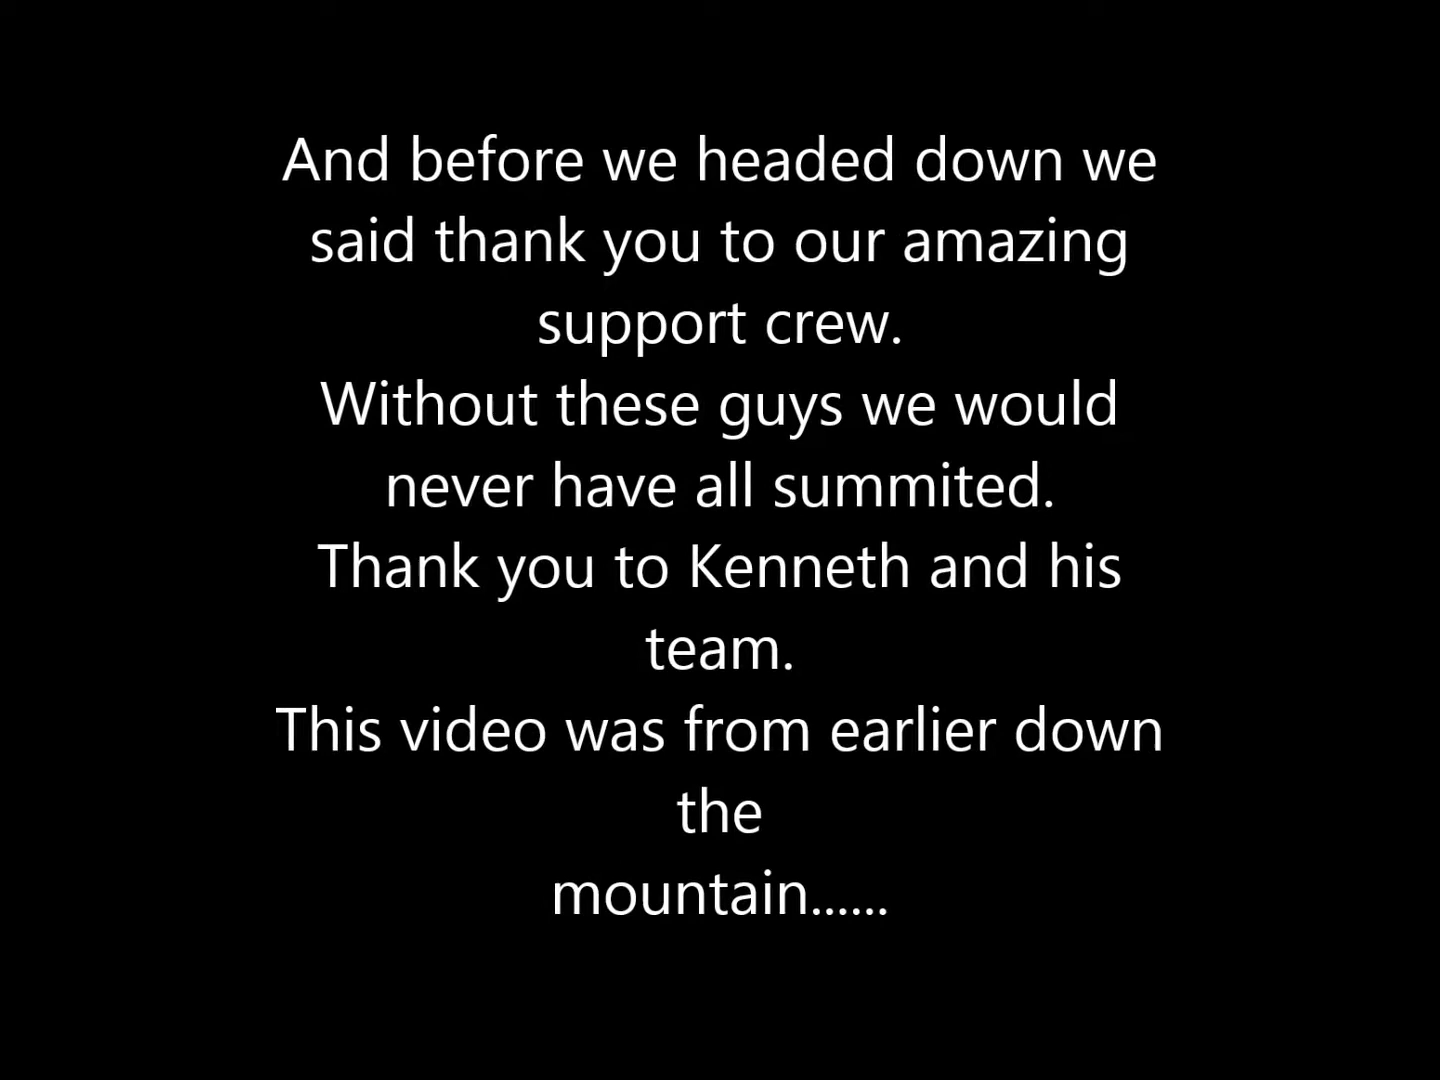 And before we headed down we
said thank you to our amazing
support crew.
Without these guys we would
never have all summited.
Thank you to Kenneth and his
team.
This video was from earlier down
the
mountain......